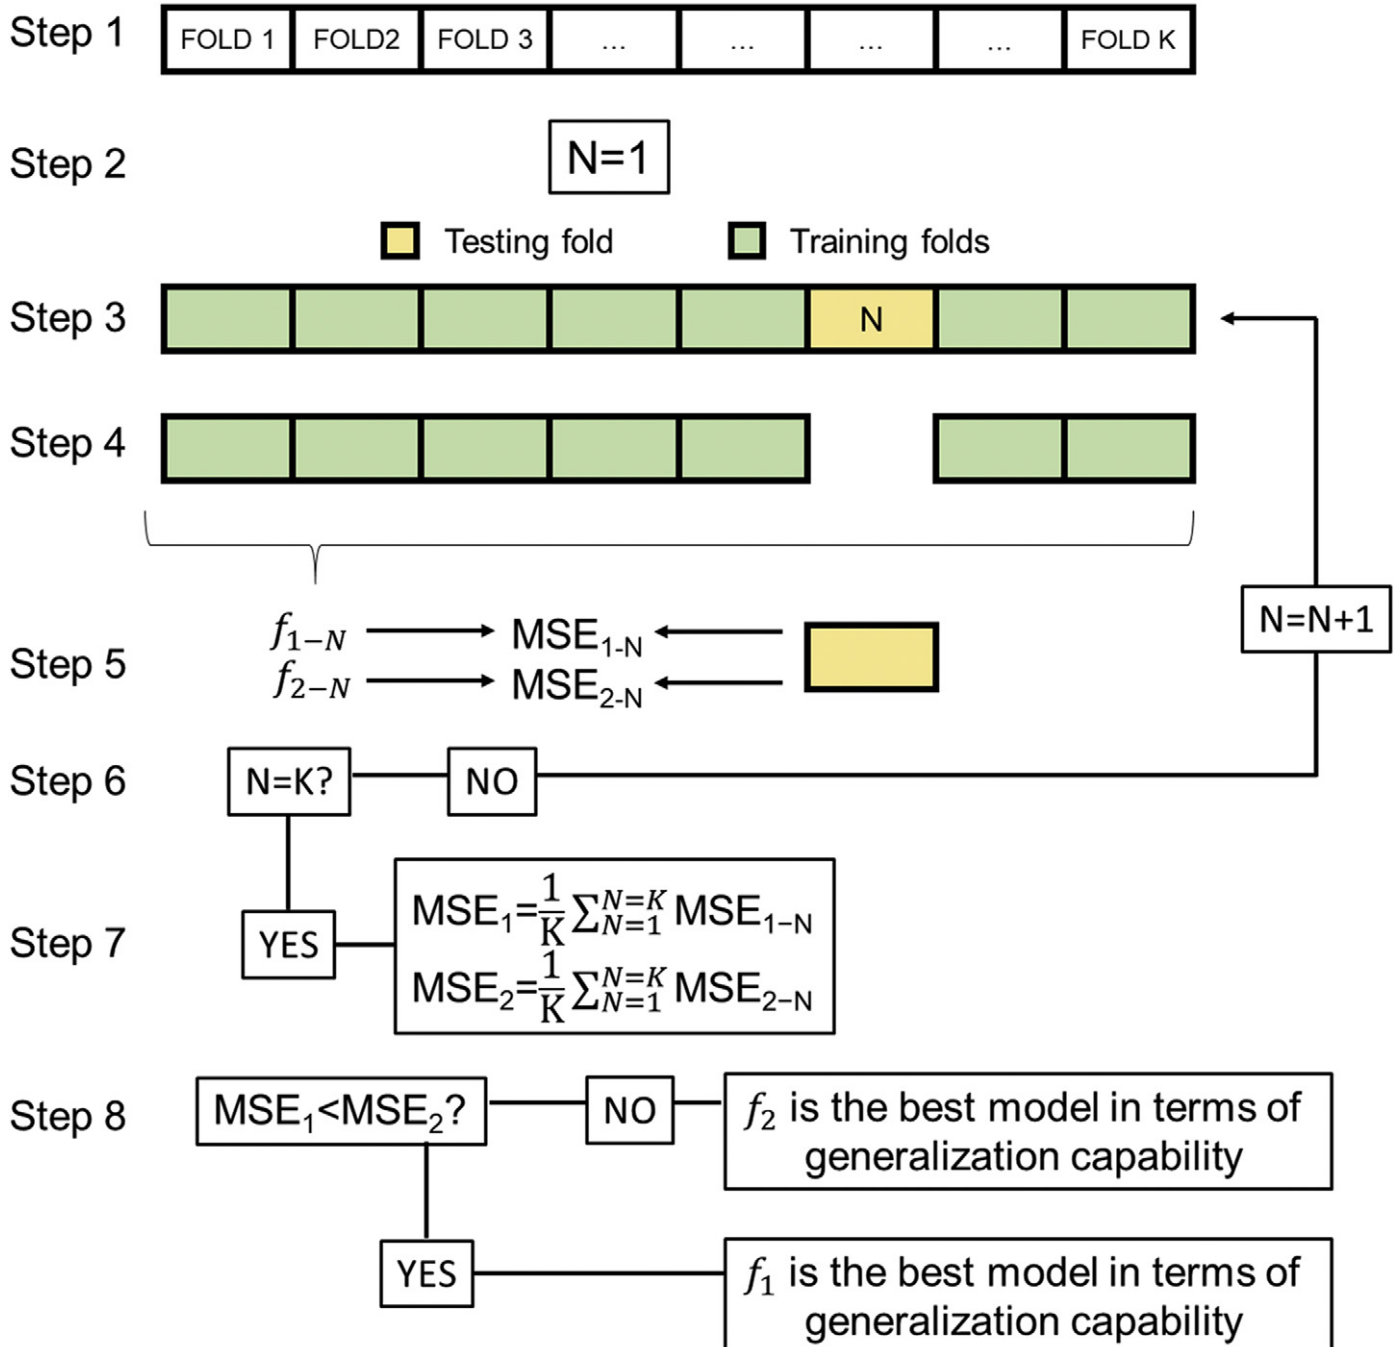 Step 1 FOLD 1 FOLD2 FOLD 3 ... ... ... ... FOLD K
Step 2 N=1
Testing fold Training folds
Step 3 N
Step 4
N=N+1
Step 5
f₁₋N MSE₁₋N
f₂₋N MSE₂₋N
Step 6 N=K? NO
Step 7 YES
MSE₁=1/K ∑_{N=1}^{N=K} MSE₁₋N
MSE₂=1/K ∑_{N=1}^{N=K} MSE₂₋N
Step 8 MSE₁<MSE₂? NO
f₂ is the best model in terms of
generalization capability
YES
f₁ is the best model in terms of
generalization capability